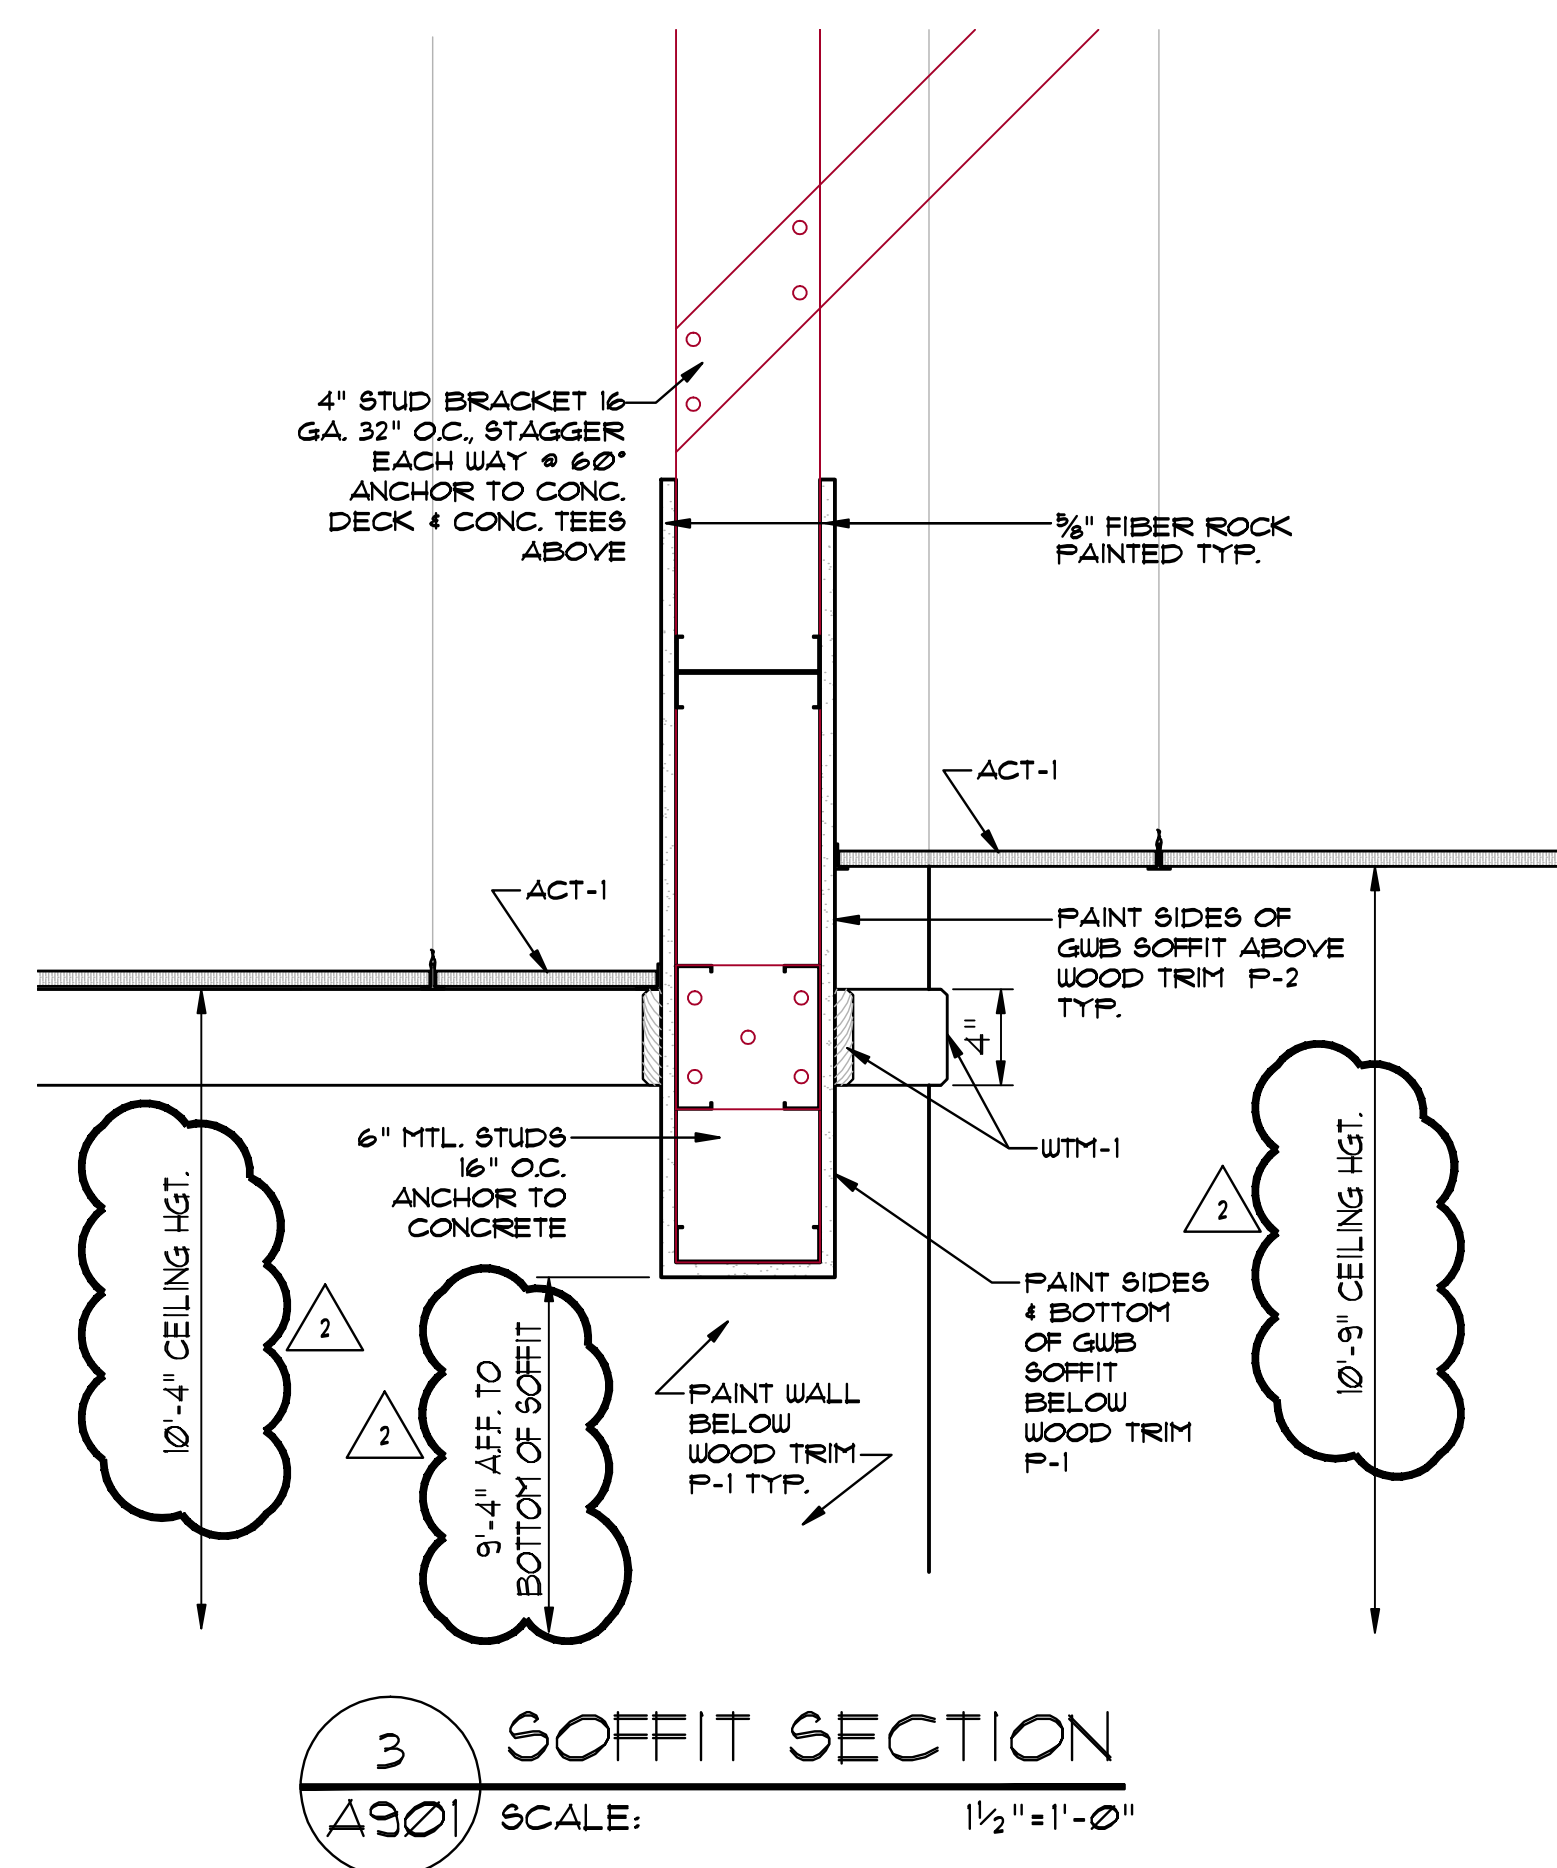 4" STUD BRACKET 16
GA. 32" O.C., STAGGER
EACH WAY @ 60°
ANCHOR TO CONC.
DECK & CONC. TEES
ABOVE
5/8" FIBER ROCK
PAINTED TYP.
ACT-1
ACT-1
PAINT SIDES OF
GWB SOFFIT ABOVE
WOOD TRIM P-2
TYP.
4"
6" MTL. STUDS
16" O.C.
ANCHOR TO
CONCRETE
WTM-1
10'-4" CEILING HGT.
2
9'-4" A.F.F. TO
BOTTOM OF SOFFIT
2
PAINT WALL
BELOW
WOOD TRIM
P-1 TYP.
PAINT SIDES
& BOTTOM
OF GWB
SOFFIT
BELOW
WOOD TRIM
P-1
2
10'-9" CEILING HGT.
3
SOFFIT SECTION
A901
SCALE: 1 1/2"=1'-0"